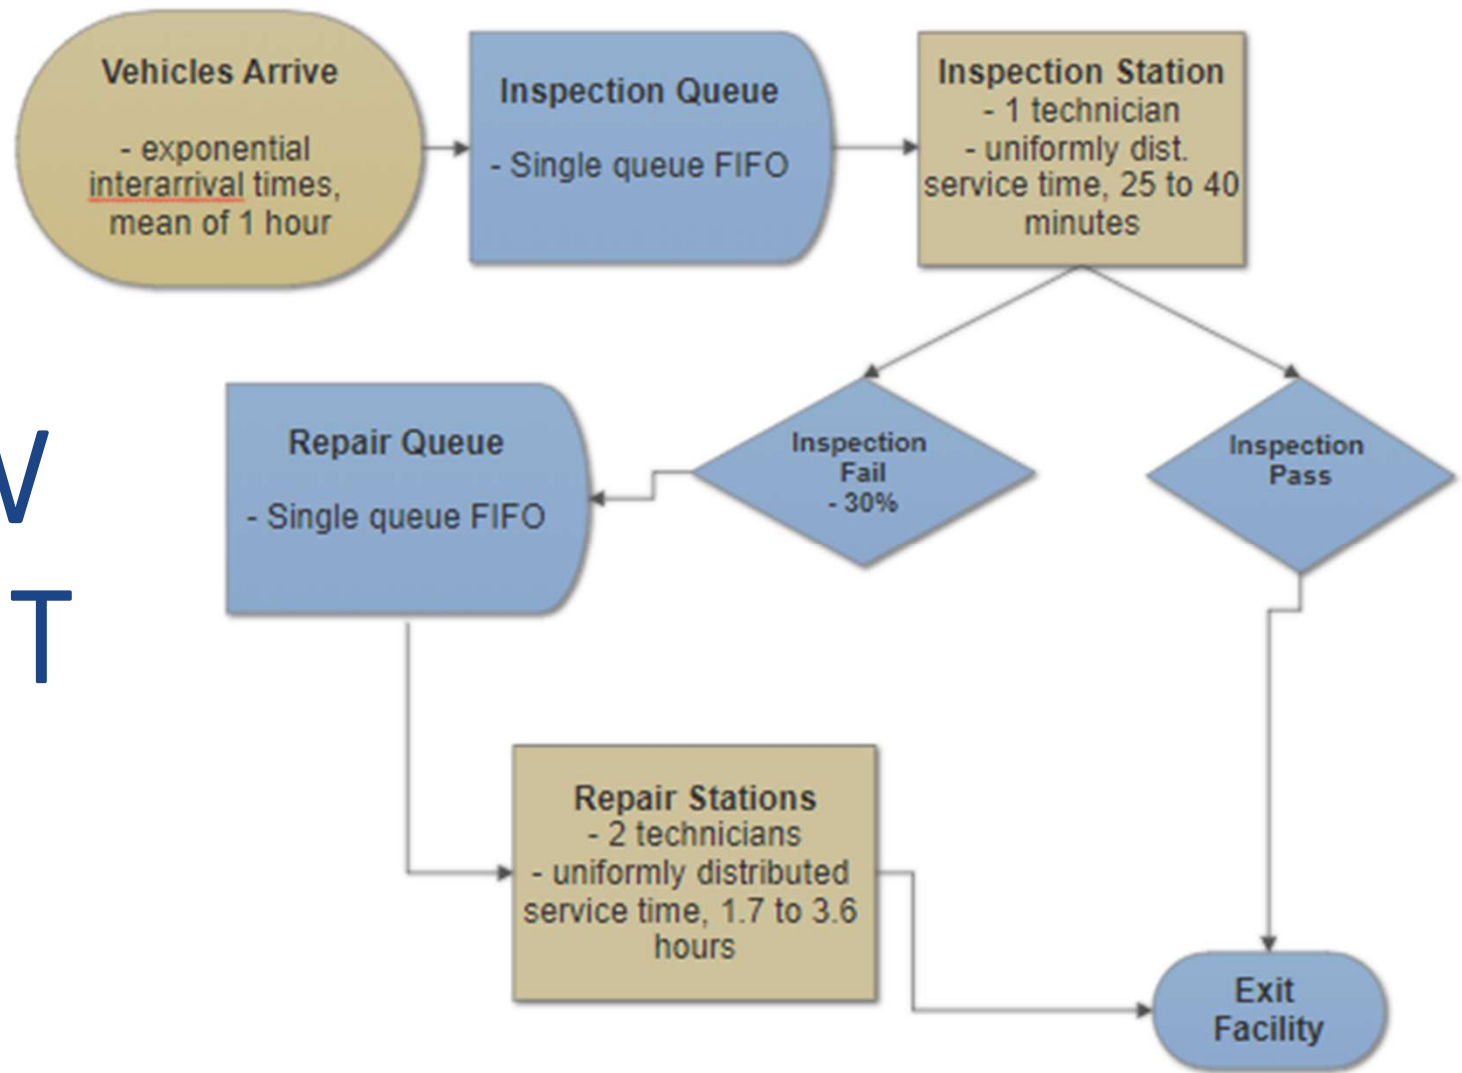 Vehicles Arrive
- exponential
interarrival times,
mean of 1 hour
Inspection Queue
- Single queue FIFO
Inspection Station
- 1 technician
- uniformly dist.
service time, 25 to 40
minutes
Inspection
Fail
- 30%
Inspection
Pass
Repair Queue
- Single queue FIFO
W
T
Repair Stations
- 2 technicians
- uniformly distributed
service time, 1.7 to 3.6
hours
Exit
Facility